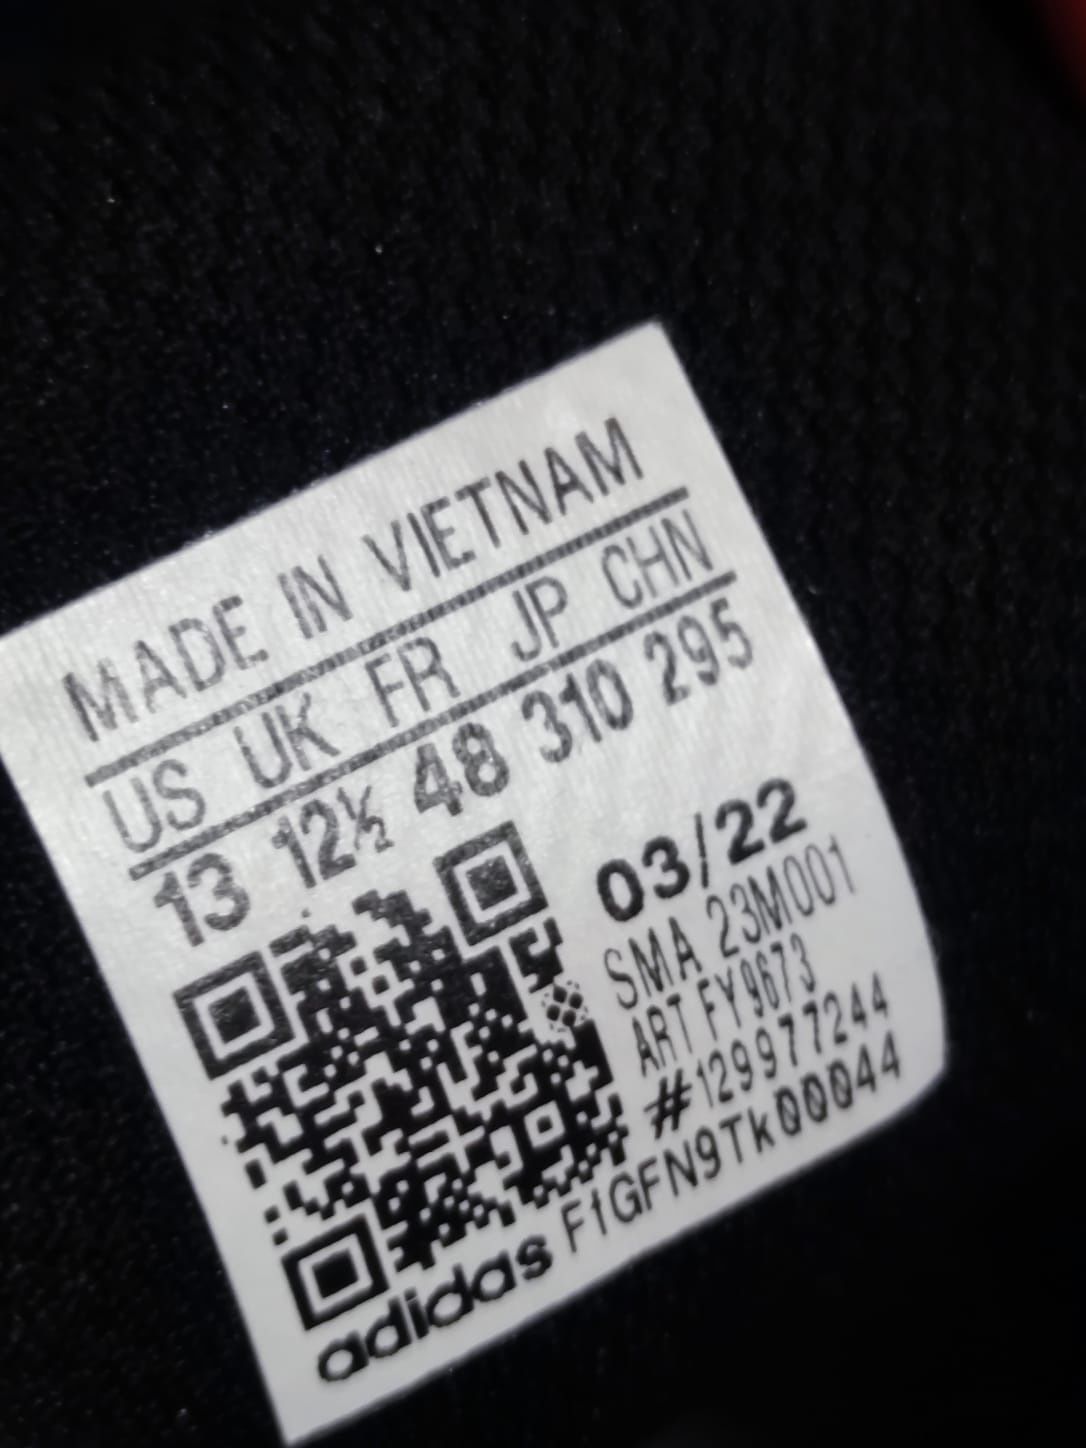 MADE IN VIETNAM
US UK FR JP CHN
13 12½ 48 310 295
03/22
SMA 23M001
ART FY9673
#129977244
adidas F1GFN9Tk00044